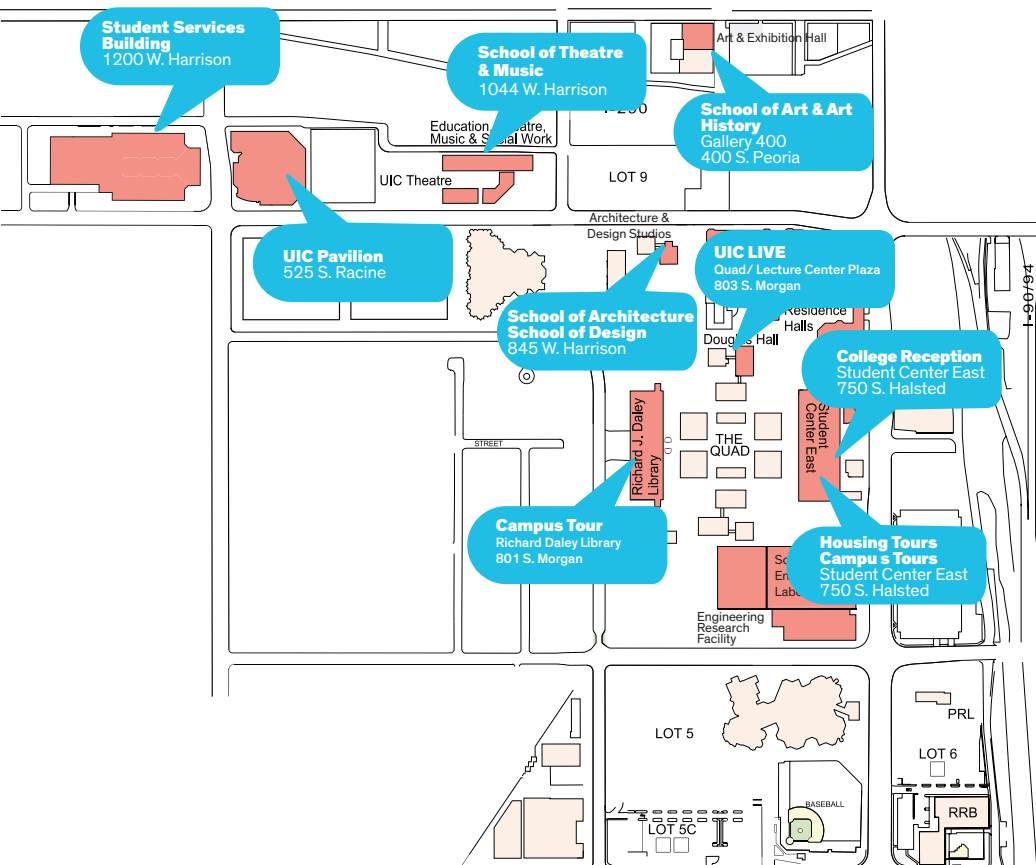 Student Services
Building
1200 W. Harrison
School of Theatre
& Music
1044 W. Harrison
Art & Exhibition Hall
School of Art & Art
History
Gallery 400
400 S. Peoria
Education,
Music & Social Work
UIC Theatre
LOT 9
Architecture &
Design Studios
UIC Pavilion
525 S. Racine
UIC LIVE
Quad/ Lecture Center Plaza
803 S. Morgan
I-90/94
School of Architecture
School of Design
845 W. Harrison
Residence
Halls
Douglas Hall
College Reception
Student Center East
750 S. Halsted
Richard J. Daley
Library
Student
Center East
THE
QUAD
STREET
Campus Tour
Richard Daley Library
801 S. Morgan
Housing Tours
Campu s Tours
Student Center East
750 S. Halsted
Engineering
Research
Facility
LOT 5
PRL
LOT 6
BASEBALL
RRB
LOT 5C